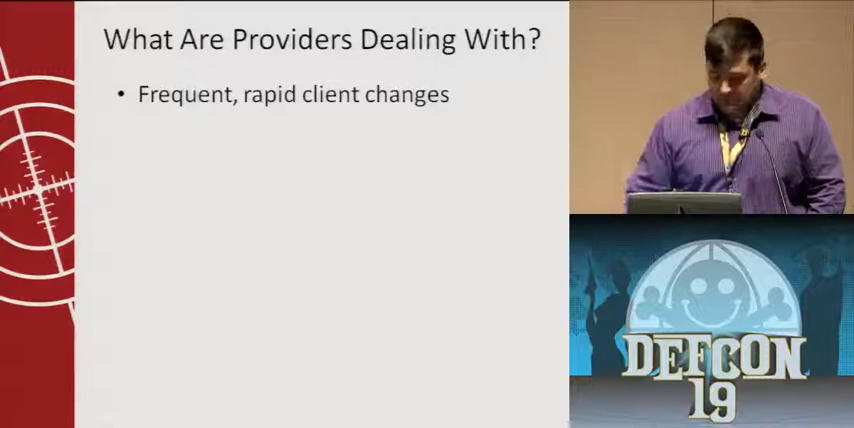 What Are Providers Dealing With?
• Frequent, rapid client changes
DEFCON
19